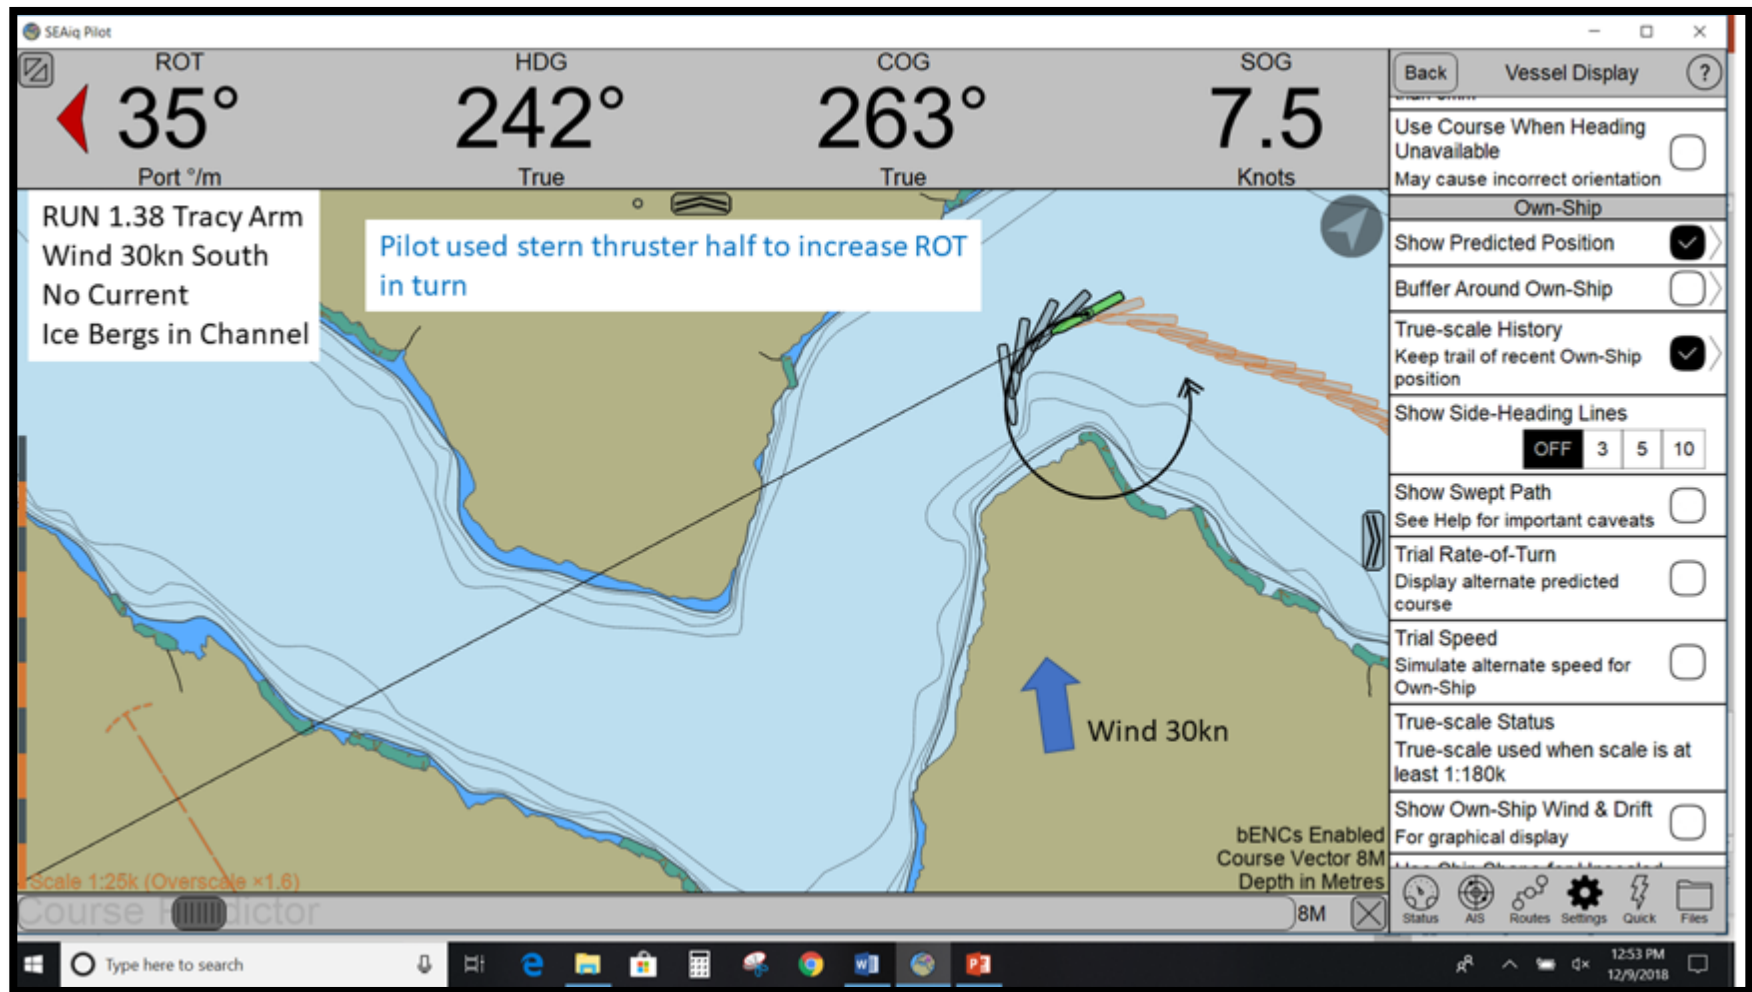 SEAiq Pilot
ROT
35°
Port °/m
HDG
242°
True
COG
263°
True
SOG
7.5
Knots
RUN 1.38 Tracy Arm
Wind 30kn South
No Current
Ice Bergs in Channel
Pilot used stern thruster half to increase ROT
in turn
Wind 30kn
bENCs Enabled
Course Vector 8M
Depth in Metres
Scale 1:25k (Overscale ×1.6)
8M
Back
Vessel Display
?
Use Course When Heading
Unavailable
May cause incorrect orientation
Own-Ship
Show Predicted Position
Buffer Around Own-Ship
True-scale History
Keep trail of recent Own-Ship
position
Show Side-Heading Lines
OFF 3 5 10
Show Swept Path
See Help for important caveats
Trial Rate-of-Turn
Display alternate predicted
course
Trial Speed
Simulate alternate speed for
Own-Ship
True-scale Status
True-scale used when scale is at
least 1:180k
Show Own-Ship Wind & Drift
For graphical display
Status AIS Routes Settings Quick Files
Type here to search
12:53 PM
12/9/2018